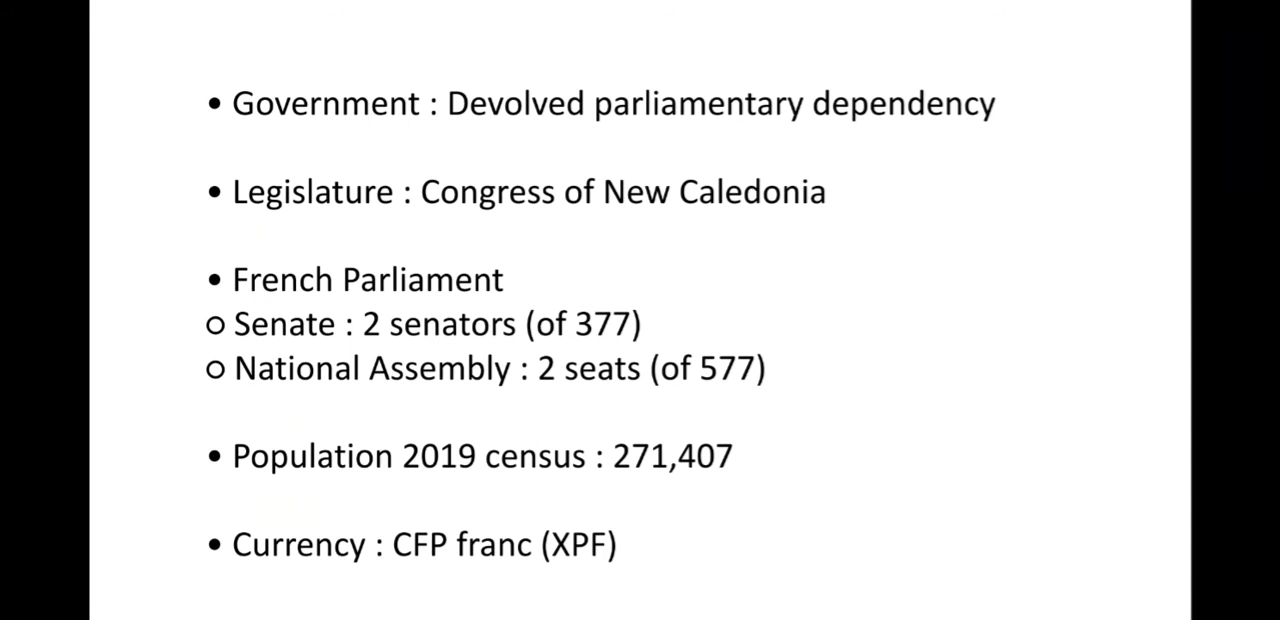 • Government : Devolved parliamentary dependency
• Legislature : Congress of New Caledonia
• French Parliament
○ Senate : 2 senators (of 377)
○ National Assembly : 2 seats (of 577)
• Population 2019 census : 271,407
• Currency : CFP franc (XPF)